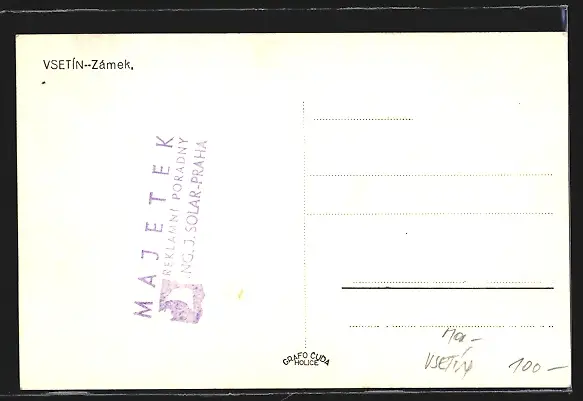 VSETÍN--Zámek.
MAJETEK
REKLAMNÍ PORADNY
ING. J. SOLAR-PRAHA
GRAFO ČUDA
HOLICE
VSETÍN 100-